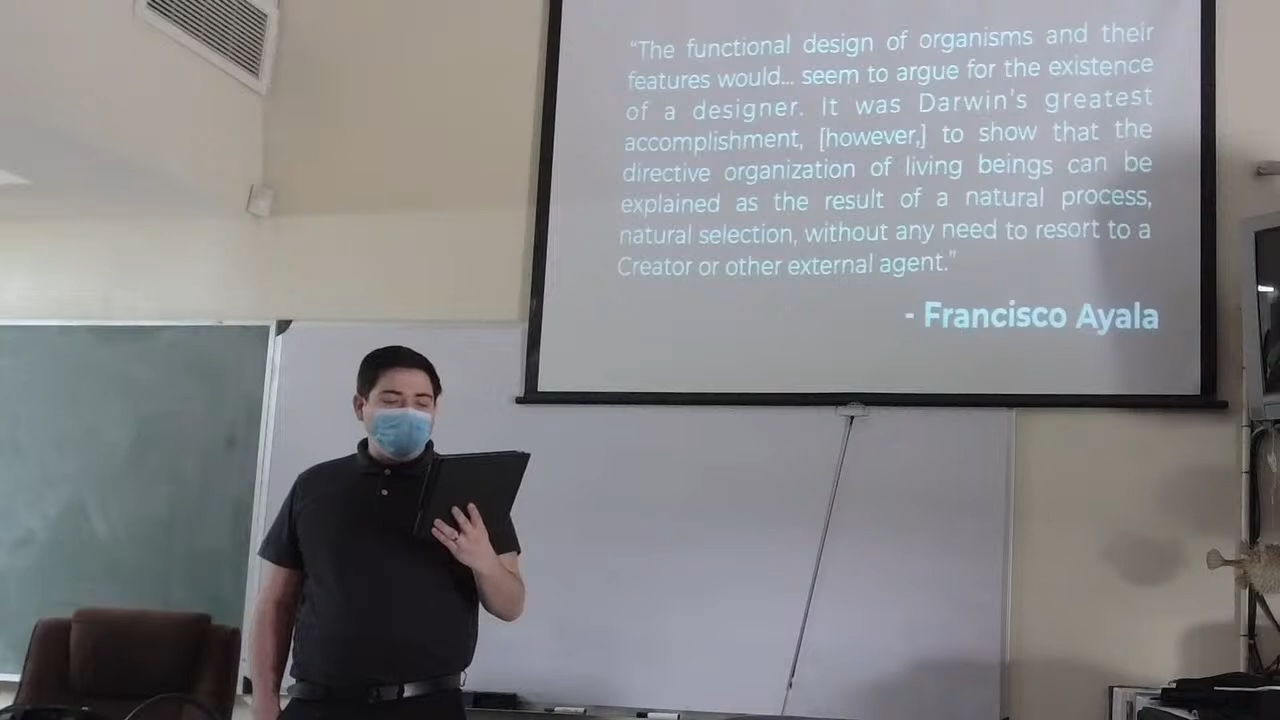 “The functional design of organisms and their
features would... seem to argue for the existence
of a designer. It was Darwin’s greatest
accomplishment, [however,] to show that the
directive organization of living beings can be
explained as the result of a natural process,
natural selection, without any need to resort to a
Creator or other external agent.”
- Francisco Ayala